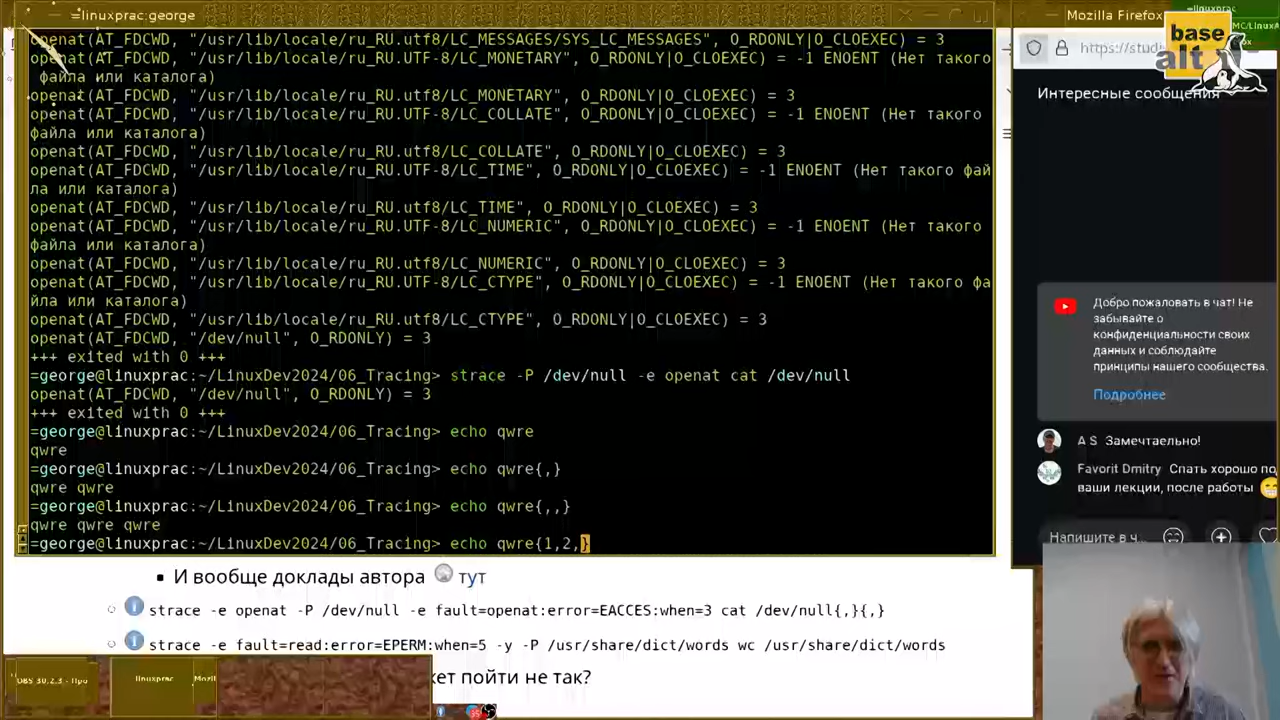 =linuxprac:george
openat(AT_FDCWD, "/usr/lib/locale/ru_RU.utf8/LC_MESSAGES/SYS_LC_MESSAGES", O_RDONLY|O_CLOEXEC) = 3
openat(AT_FDCWD, "/usr/lib/locale/ru_RU.UTF-8/LC_MONETARY", O_RDONLY|O_CLOEXEC) = -1 ENOENT (Нет такого
файла или каталога)
openat(AT_FDCWD, "/usr/lib/locale/ru_RU.utf8/LC_MONETARY", O_RDONLY|O_CLOEXEC) = 3
openat(AT_FDCWD, "/usr/lib/locale/ru_RU.UTF-8/LC_COLLATE", O_RDONLY|O_CLOEXEC) = -1 ENOENT (Нет такого
файла или каталога)
openat(AT_FDCWD, "/usr/lib/locale/ru_RU.utf8/LC_COLLATE", O_RDONLY|O_CLOEXEC) = 3
openat(AT_FDCWD, "/usr/lib/locale/ru_RU.UTF-8/LC_TIME", O_RDONLY|O_CLOEXEC) = -1 ENOENT (Нет такого фай
ла или каталога)
openat(AT_FDCWD, "/usr/lib/locale/ru_RU.utf8/LC_TIME", O_RDONLY|O_CLOEXEC) = 3
openat(AT_FDCWD, "/usr/lib/locale/ru_RU.UTF-8/LC_NUMERIC", O_RDONLY|O_CLOEXEC) = -1 ENOENT (Нет такого
файла или каталога)
openat(AT_FDCWD, "/usr/lib/locale/ru_RU.utf8/LC_NUMERIC", O_RDONLY|O_CLOEXEC) = 3
openat(AT_FDCWD, "/usr/lib/locale/ru_RU.UTF-8/LC_CTYPE", O_RDONLY|O_CLOEXEC) = -1 ENOENT (Нет такого фа
йла или каталога)
openat(AT_FDCWD, "/usr/lib/locale/ru_RU.utf8/LC_CTYPE", O_RDONLY|O_CLOEXEC) = 3
openat(AT_FDCWD, "/dev/null", O_RDONLY) = 3
+++ exited with 0 +++
=george@linuxprac:~/LinuxDev2024/06_Tracing> strace -P /dev/null -e openat cat /dev/null
openat(AT_FDCWD, "/dev/null", O_RDONLY) = 3
+++ exited with 0 +++
=george@linuxprac:~/LinuxDev2024/06_Tracing> echo qwre
qwre
=george@linuxprac:~/LinuxDev2024/06_Tracing> echo qwre{,}
qwre qwre
=george@linuxprac:~/LinuxDev2024/06_Tracing> echo qwre{,,}
qwre qwre qwre
=george@linuxprac:~/LinuxDev2024/06_Tracing> echo qwre{1,2,}
И вообще доклады автора тут
strace -e openat -P /dev/null -e fault=openat:error=EACCES:when=3 cat /dev/null{,}{,}
strace -e fault=read:error=EPERM:when=5 -y -P /usr/share/dict/words wc /usr/share/dict/words
жет пойти не так?
OBS 30.2.3 - Про
linuxprac
Mozil
Mozilla Firefox
=linuxprac
base
alt
https://stud
Интересные сообщения
Добро пожаловать в чат! Не
забывайте о
конфиденциальности своих
данных и соблюдайте
принципы нашего сообщества.
Подробнее
A S Замечтаельно!
Favorit Dmitry Спать хорошо по
ваши лекции, после работы
Напишите в ч...